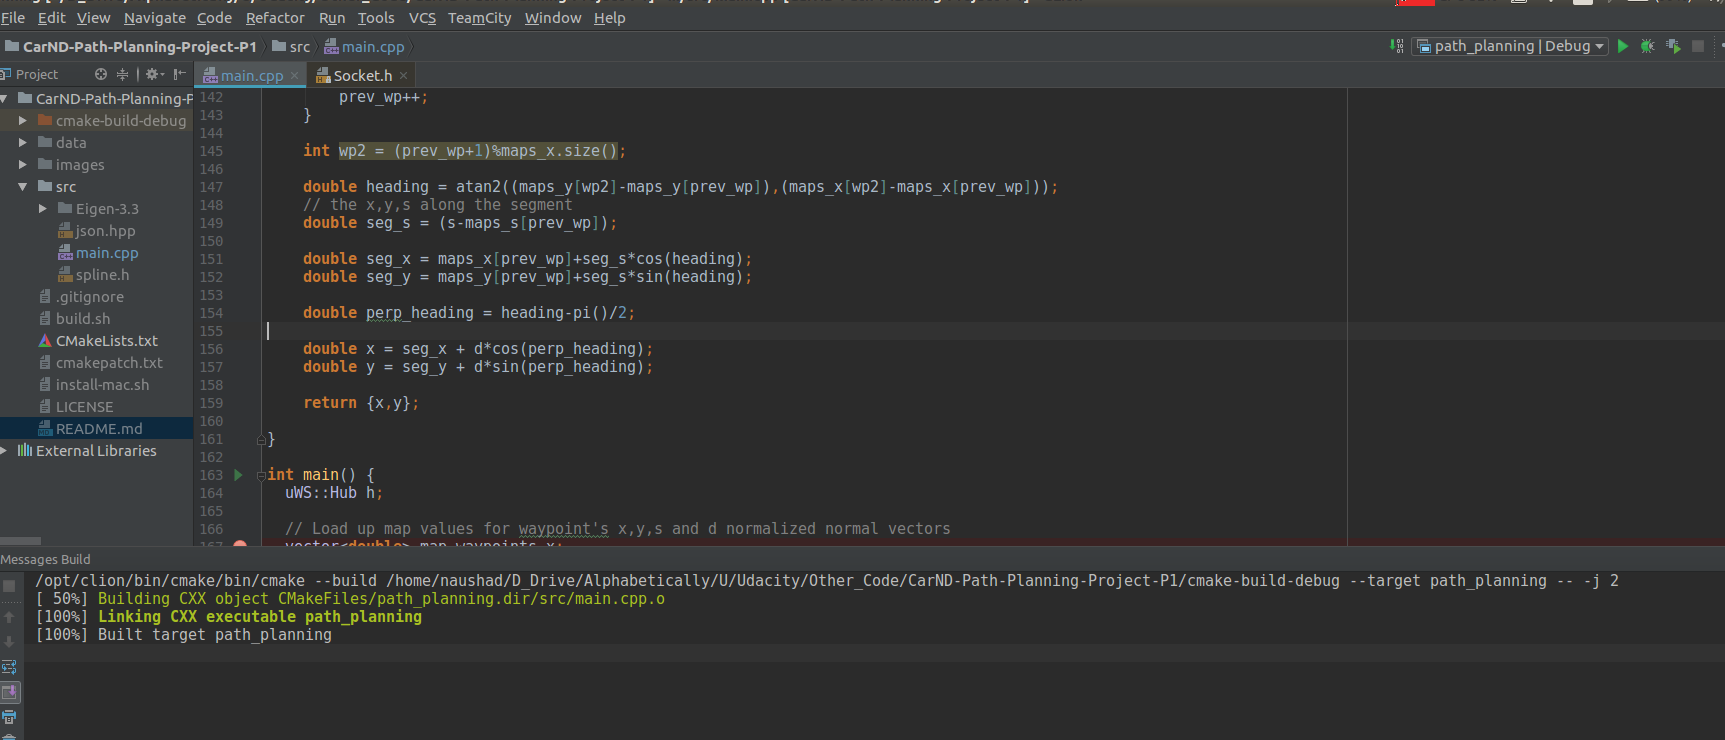 File Edit View Navigate Code Refactor Run Tools VCS TeamCity Window Help
CarND-Path-Planning-Project-P1 src main.cpp
path_planning | Debug
Project
main.cpp Socket.h
CarND-Path-Planning-P
cmake-build-debug
data
images
src
Eigen-3.3
json.hpp
main.cpp
spline.h
.gitignore
build.sh
CMakeLists.txt
cmakepatch.txt
install-mac.sh
LICENSE
README.md
External Libraries
142 prev_wp++;
143 }
144
145 int wp2 = (prev_wp+1)%maps_x.size();
146
147 double heading = atan2((maps_y[wp2]-maps_y[prev_wp]),(maps_x[wp2]-maps_x[prev_wp]));
148 // the x,y,s along the segment
149 double seg_s = (s-maps_s[prev_wp]);
150
151 double seg_x = maps_x[prev_wp]+seg_s*cos(heading);
152 double seg_y = maps_y[prev_wp]+seg_s*sin(heading);
153
154 double perp_heading = heading-pi()/2;
155
156 double x = seg_x + d*cos(perp_heading);
157 double y = seg_y + d*sin(perp_heading);
158
159 return {x,y};
160
161 }
162
163 int main() {
164 uWS::Hub h;
165
166 // Load up map values for waypoint's x,y,s and d normalized normal vectors
167 vector<double> map_waypoints_x;
Messages Build
/opt/clion/bin/cmake/bin/cmake --build /home/naushad/D_Drive/Alphabetically/U/Udacity/Other_Code/CarND-Path-Planning-Project-P1/cmake-build-debug --target path_planning -- -j 2
[ 50%] Building CXX object CMakeFiles/path_planning.dir/src/main.cpp.o
[100%] Linking CXX executable path_planning
[100%] Built target path_planning